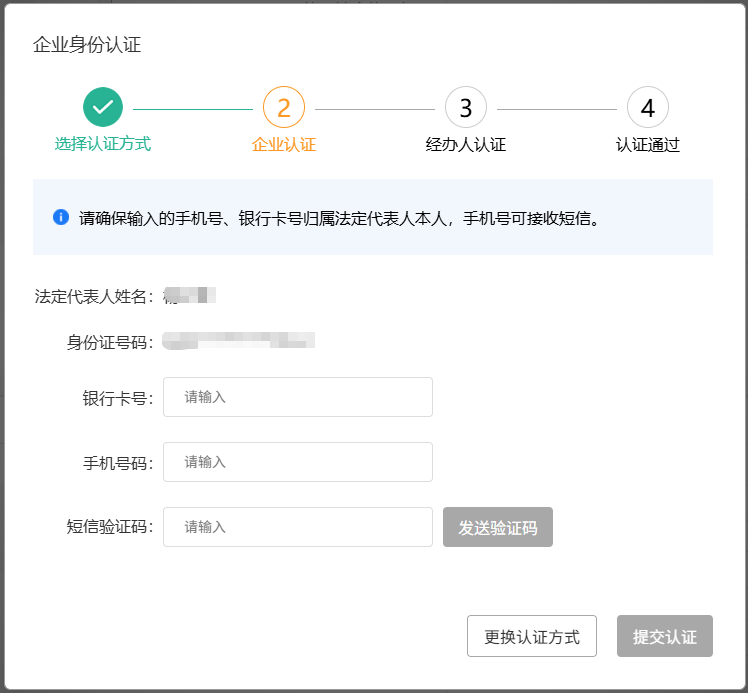 企业身份认证
2 3 4
选择认证方式 企业认证 经办人认证 认证通过
请确保输入的手机号、银行卡号归属法定代表人本人，手机号可接收短信。
法定代表人姓名：
身份证号码：
银行卡号： 请输入
手机号码： 请输入
短信验证码： 请输入 发送验证码
更换认证方式 提交认证